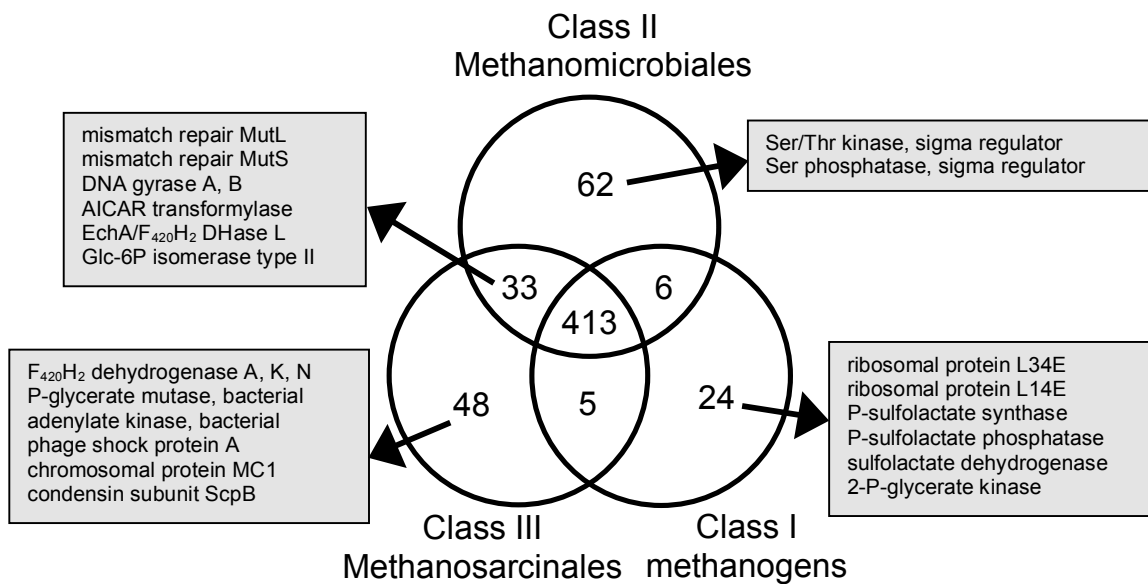 Class II
Methanomicrobiales
mismatch repair MutL
mismatch repair MutS
DNA gyrase A, B
AICAR transformylase
EchA/F₄₂₀H₂ DHase L
Glc-6P isomerase type II
Ser/Thr kinase, sigma regulator
Ser phosphatase, sigma regulator
62
33
6
413
F₄₂₀H₂ dehydrogenase A, K, N
P-glycerate mutase, bacterial
adenylate kinase, bacterial
phage shock protein A
chromosomal protein MC1
condensin subunit ScpB
48
5
24
ribosomal protein L34E
ribosomal protein L14E
P-sulfolactate synthase
P-sulfolactate phosphatase
sulfolactate dehydrogenase
2-P-glycerate kinase
Class III
Methanosarcinales
Class I
methanogens